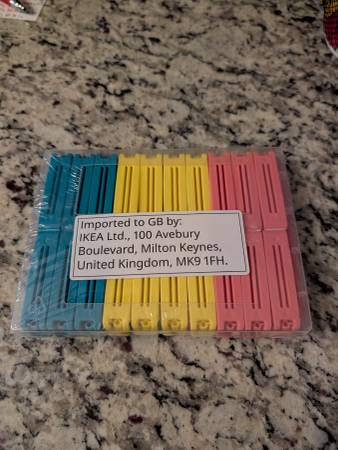 Imported to GB by:
IKEA Ltd., 100 Avebury
Boulevard, Milton Keynes,
United Kingdom, MK9 1FH.